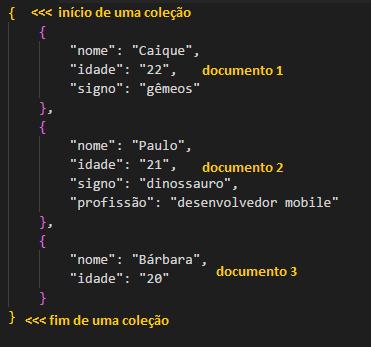 { <<< início de uma coleção
{
"nome": "Caique",
"idade": "22", documento 1
"signo": "gêmeos"
},
{
"nome": "Paulo",
"idade": "21", documento 2
"signo": "dinossauro",
"profissão": "desenvolvedor mobile"
},
{
"nome": "Bárbara",
"idade": "20" documento 3
}
} <<< fim de uma coleção